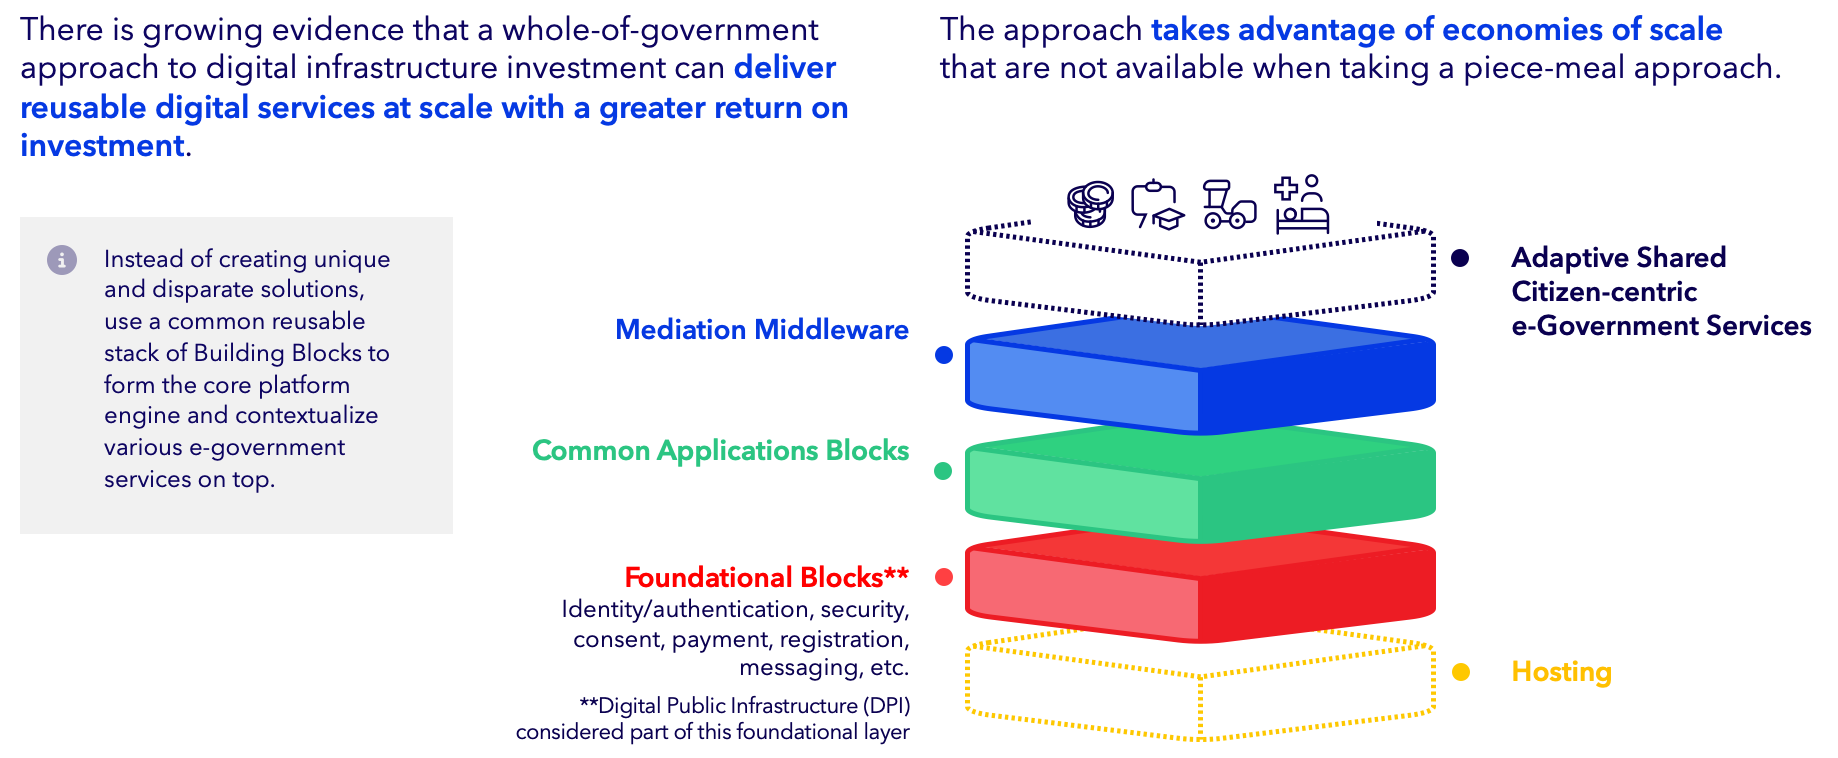 There is growing evidence that a whole-of-government
approach to digital infrastructure investment can deliver
reusable digital services at scale with a greater return on
investment.
The approach takes advantage of economies of scale
that are not available when taking a piece-meal approach.
Instead of creating unique
and disparate solutions,
use a common reusable
stack of Building Blocks to
form the core platform
engine and contextualize
various e-government
services on top.
Adaptive Shared
Citizen-centric
e-Government Services
Mediation Middleware
Common Applications Blocks
Foundational Blocks**
Identity/authentication, security,
consent, payment, registration,
messaging, etc.
**Digital Public Infrastructure (DPI)
considered part of this foundational layer
Hosting